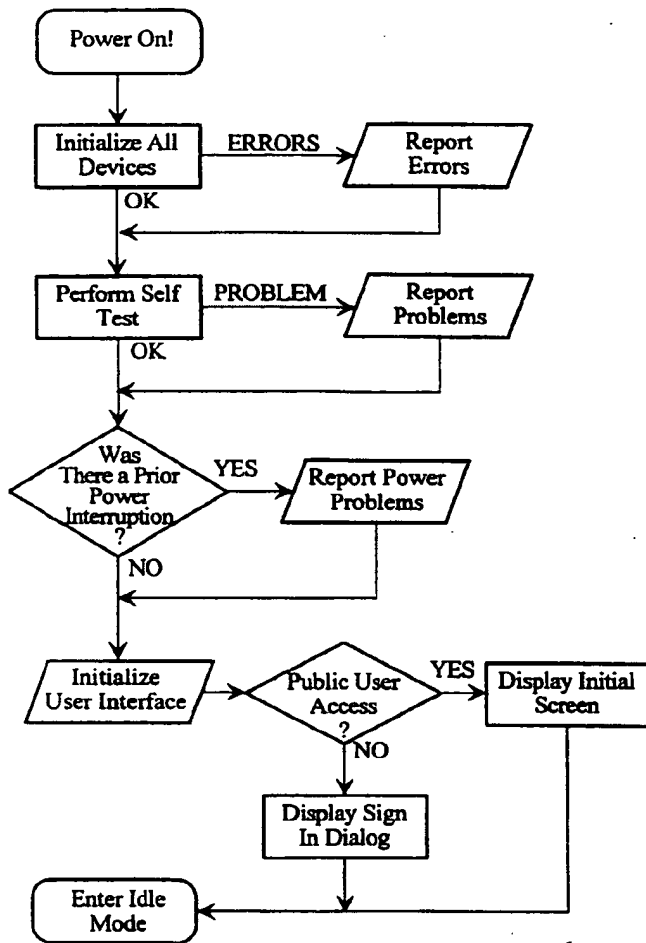 Power On!
Initialize All
Devices
ERRORS
Report
Errors
OK
Perform Self
Test
PROBLEM
Report
Problems
OK
Was
There a Prior
Power
Interruption
?
YES
Report Power
Problems
NO
Initialize
User Interface
Public User
Access
?
YES
Display Initial
Screen
NO
Display Sign
In Dialog
Enter Idle
Mode